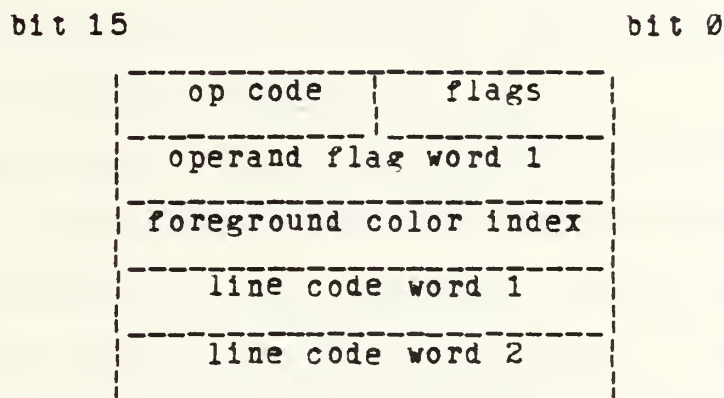 bit 15 bit 0
op code flags
operand flag word 1
foreground color index
line code word 1
line code word 2